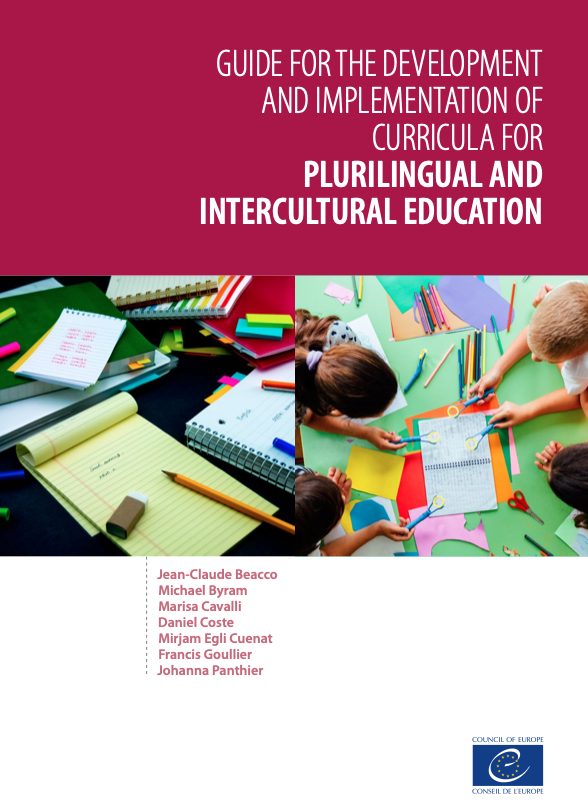 GUIDE FOR THE DEVELOPMENT
AND IMPLEMENTATION OF
CURRICULA FOR
PLURILINGUAL AND
INTERCULTURAL EDUCATION
Jean-Claude Beacco
Michael Byram
Marisa Cavalli
Daniel Coste
Mirjam Egli Cuenat
Francis Goullier
Johanna Panthier
COUNCIL OF EUROPE
CONSEIL DE L'EUROPE